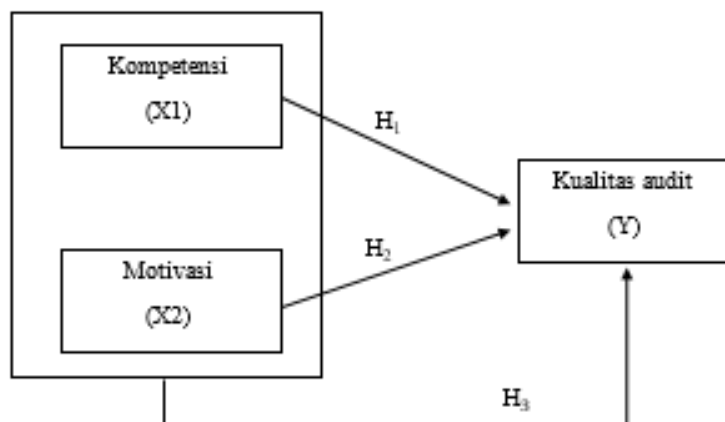 Kompetensi
(X1)
H₁
Kualitas audit
(Y)
H₂
Motivasi
(X2)
H₃